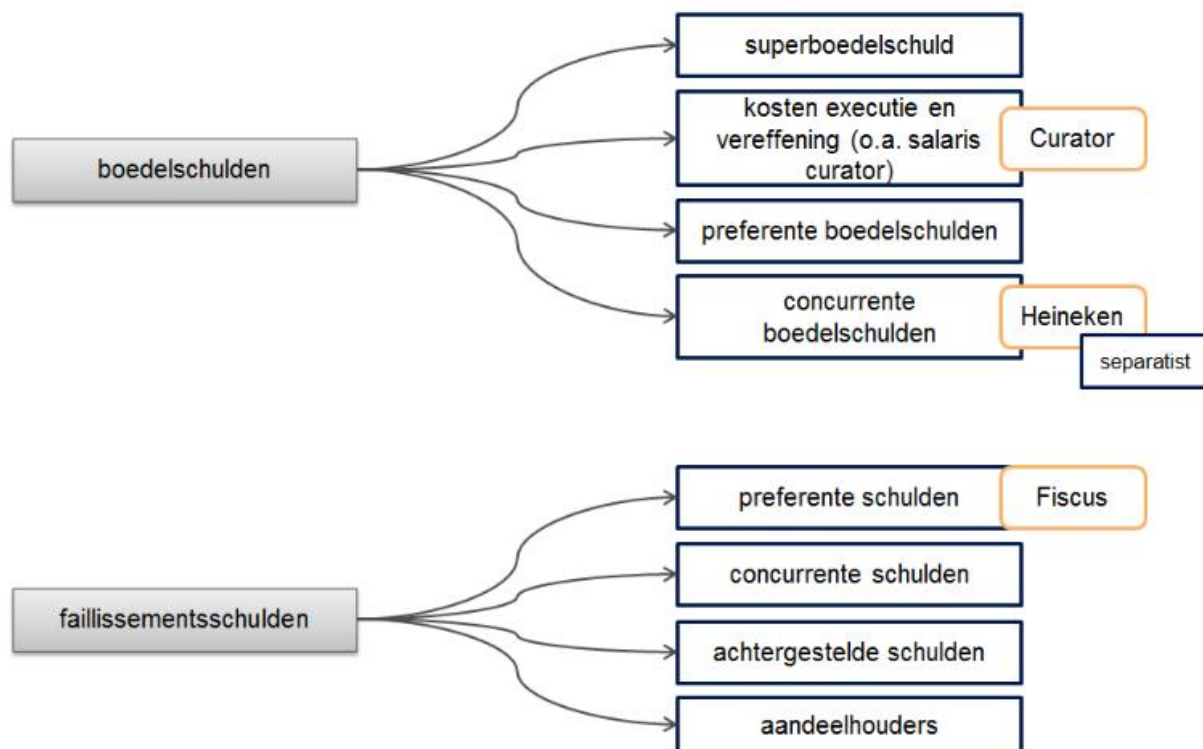 superboedelschuld
kosten executie en
vereffening (o.a. salaris
curator)
Curator
boedelschulden
preferente boedelschulden
concurrente
boedelschulden
Heineken
separatist
preferente schulden
Fiscus
concurrente schulden
faillissementsschulden
achtergestelde schulden
aandeelhouders